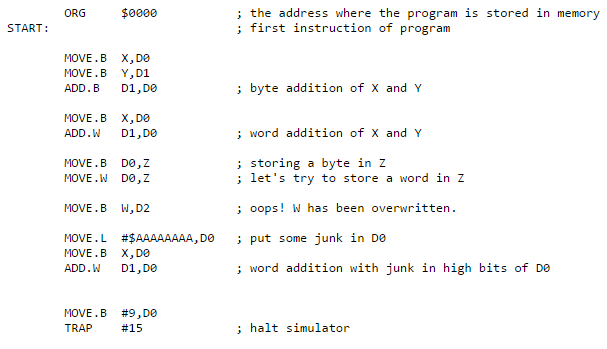 ORG $0000 ; the address where the program is stored in memory
START: ; first instruction of program
MOVE.B X,D0
MOVE.B Y,D1
ADD.B D1,D0 ; byte addition of X and Y
MOVE.B X,D0
ADD.W D1,D0 ; word addition of X and Y
MOVE.B D0,Z ; storing a byte in Z
MOVE.W D0,Z ; let's try to store a word in Z
MOVE.B W,D2 ; oops! W has been overwritten.
MOVE.L #$AAAAAAAA,D0 ; put some junk in D0
MOVE.B X,D0
ADD.W D1,D0 ; word addition with junk in high bits of D0
MOVE.B #9,D0
TRAP #15 ; halt simulator